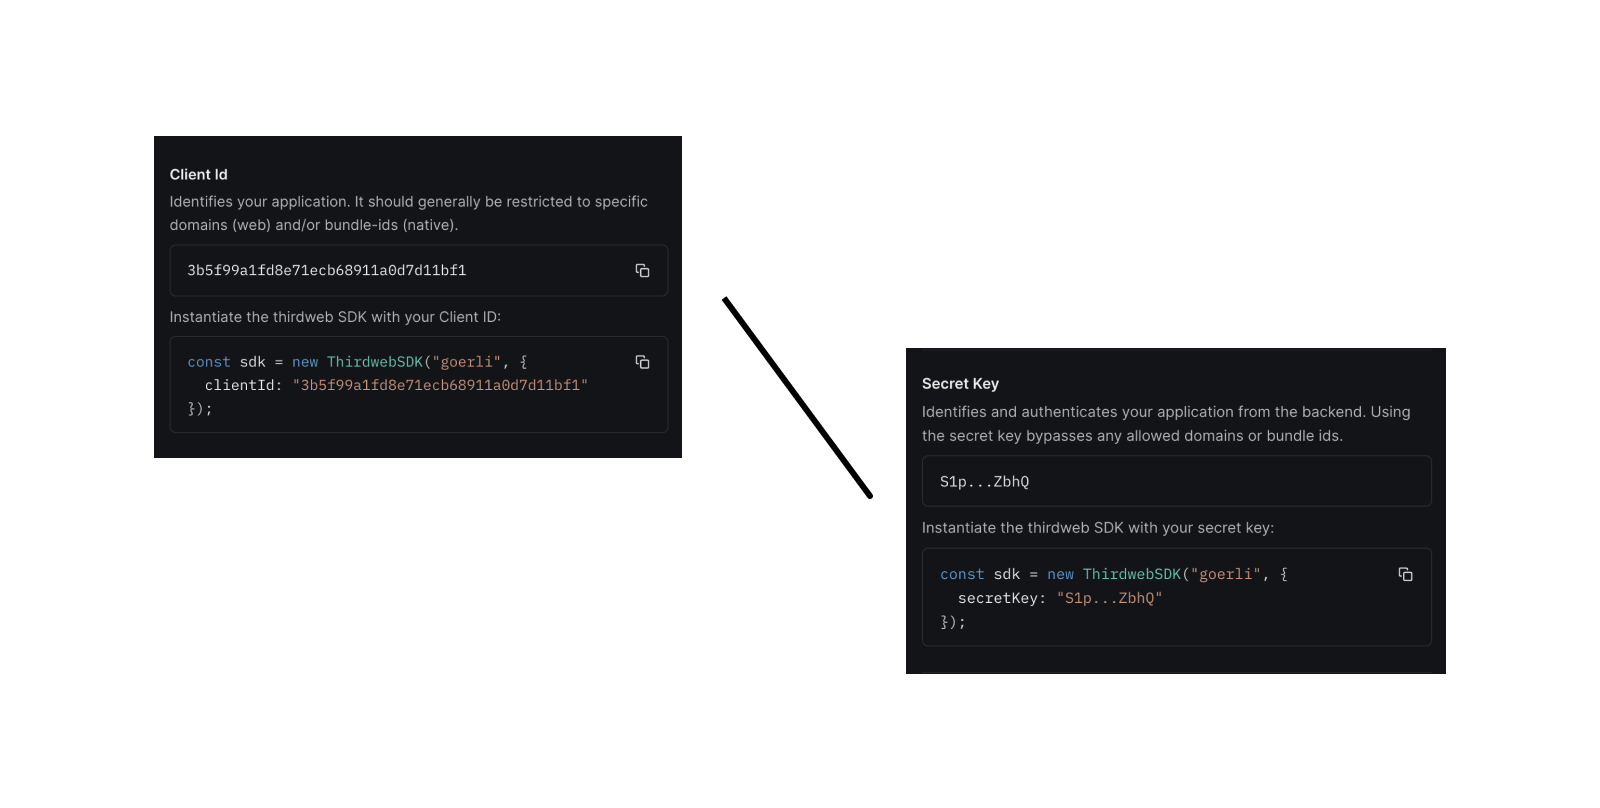 Client Id
Identifies your application. It should generally be restricted to specific
domains (web) and/or bundle-ids (native).
3b5f99a1fd8e71ecb68911a0d7d11bf1
Instantiate the thirdweb SDK with your Client ID:
const sdk = new ThirdwebSDK("goerli", {
  clientId: "3b5f99a1fd8e71ecb68911a0d7d11bf1"
});
Secret Key
Identifies and authenticates your application from the backend. Using
the secret key bypasses any allowed domains or bundle ids.
S1p...ZbhQ
Instantiate the thirdweb SDK with your secret key:
const sdk = new ThirdwebSDK("goerli", {
  secretKey: "S1p...ZbhQ"
});